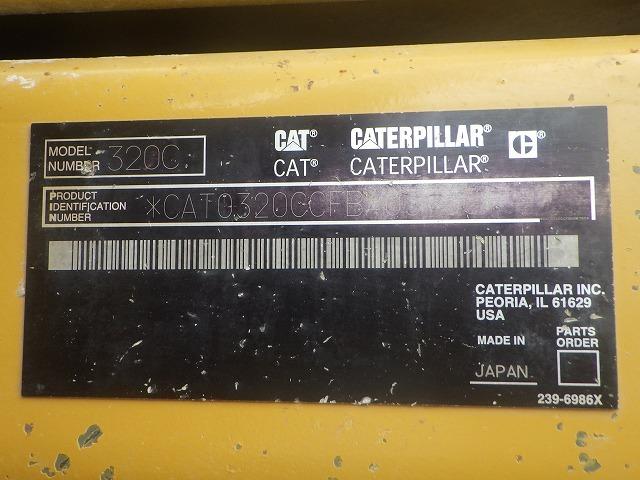 MODEL NUMBER 320C
CAT® CATERPILLAR® C®
CAT® CATERPILLAR®
PRODUCT IDENTIFICATION NUMBER
CATERPILLAR INC.
PEORIA, IL 61629
USA
MADE IN
JAPAN
PARTS ORDER
239-6986X